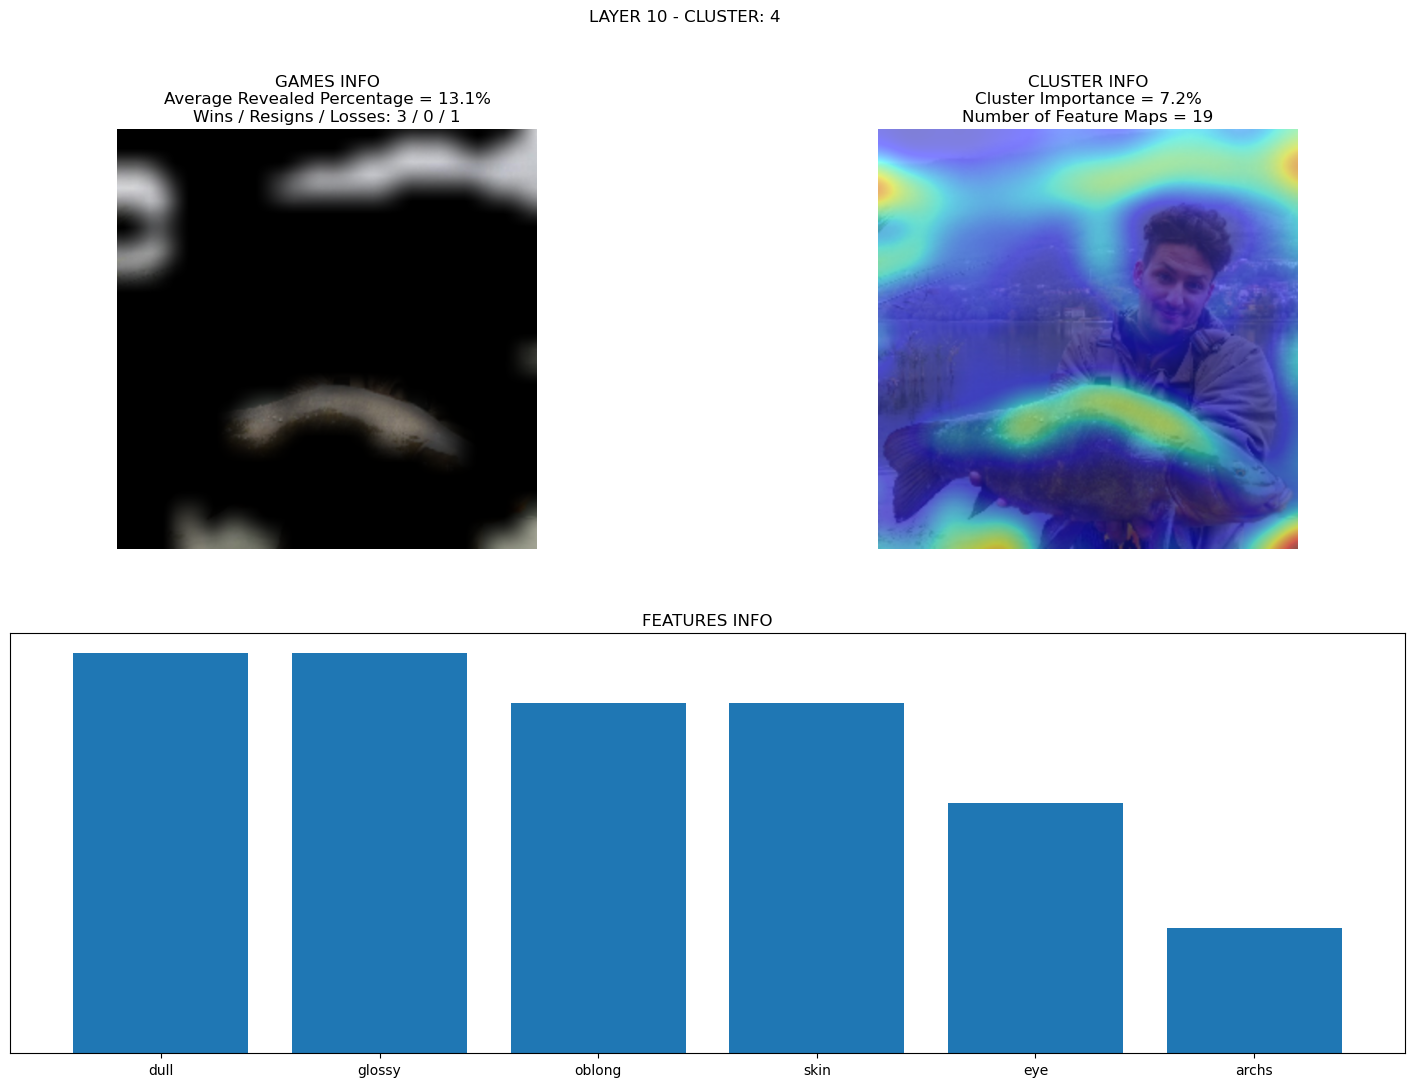 LAYER 10 - CLUSTER: 4
GAMES INFO
Average Revealed Percentage = 13.1%
Wins / Resigns / Losses: 3 / 0 / 1
CLUSTER INFO
Cluster Importance = 7.2%
Number of Feature Maps = 19
FEATURES INFO
dull
glossy
oblong
skin
eye
archs